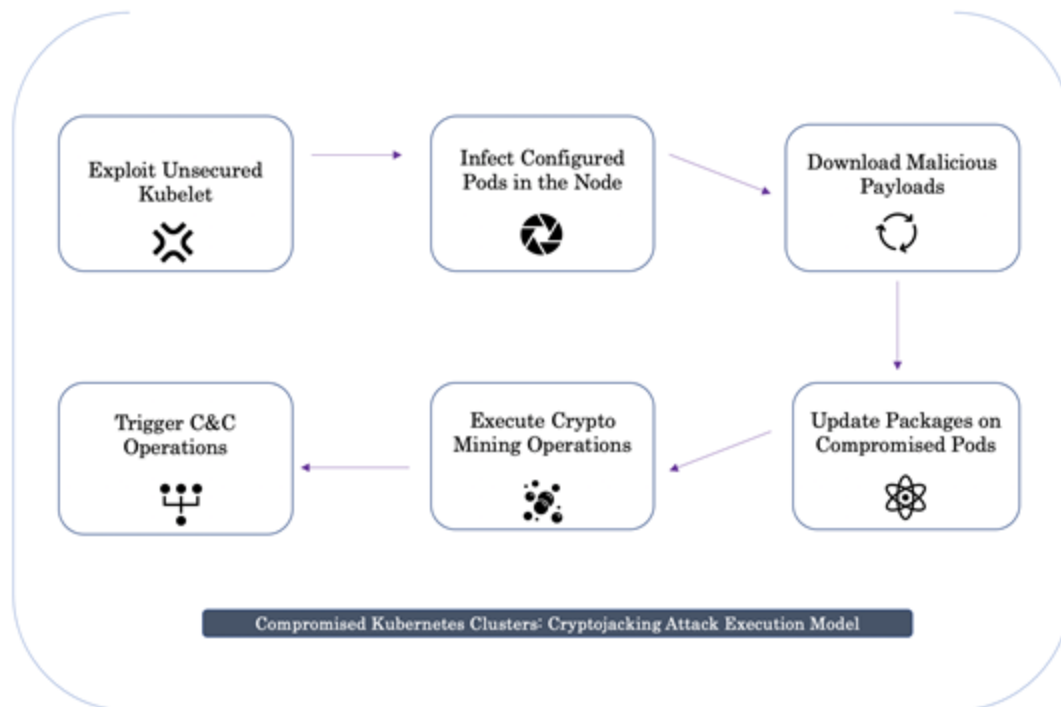 Exploit Unsecured
Kubelet
Infect Configured
Pods in the Node
Download Malicious
Payloads
Update Packages on
Compromised Pods
Execute Crypto
Mining Operations
Trigger C&C
Operations
Compromised Kubernetes Clusters: Cryptojacking Attack Execution Model